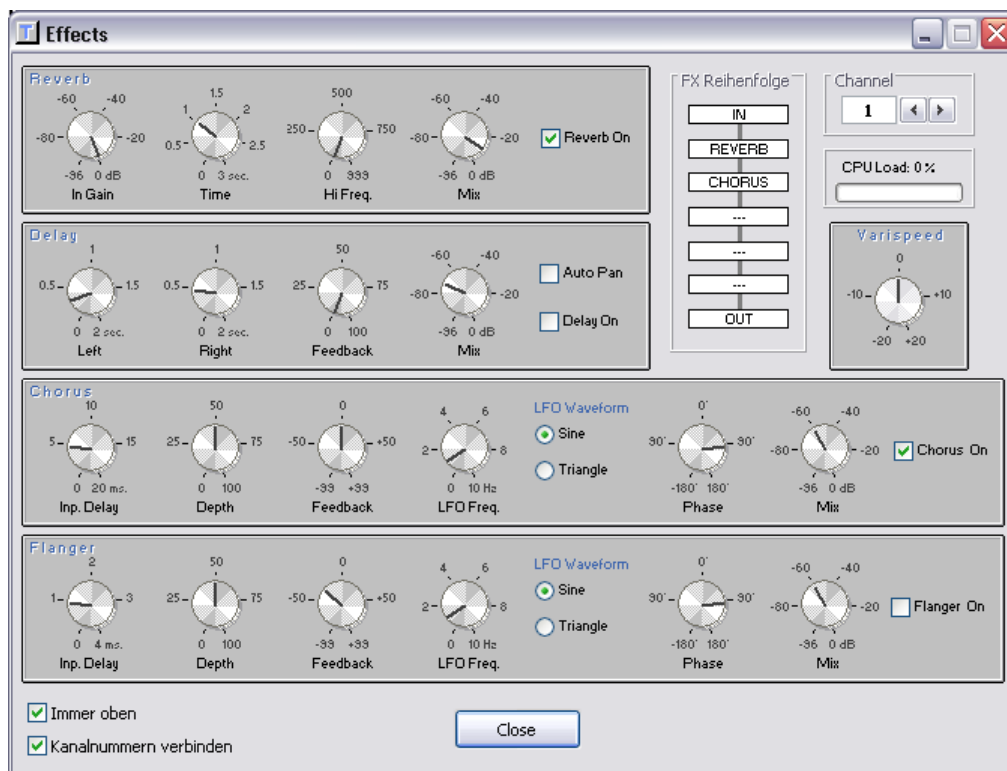 Effects
Reverb
-60 -40
-80 -20
-96 0 dB
In Gain
1.5
1 2
0.5 2.5
0 3 sec.
Time
500
250 750
0 999
Hi Freq.
-60 -40
-80 -20
-96 0 dB
Mix
Reverb On
Delay
1
0.5 1.5
0 2 sec.
Left
1
0.5 1.5
0 2 sec.
Right
50
25 75
0 100
Feedback
-60 -40
-80 -20
-96 0 dB
Mix
Auto Pan
Delay On
FX Reihenfolge
IN
REVERB
CHORUS
---
---
---
OUT
Channel
1
CPU Load: 0 %
Varispeed
0
-10 +10
-20 +20
Chorus
10
5 15
0 20 ms.
Inp. Delay
50
25 75
0 100
Depth
0
-50 +50
-99 +99
Feedback
4 6
2 8
0 10 Hz
LFO Freq.
LFO Waveform
Sine
Triangle
0°
90° 90°
-180° 180°
Phase
-60 -40
-80 -20
-96 0 dB
Mix
Chorus On
Flanger
2
1 3
0 4 ms.
Inp. Delay
50
25 75
0 100
Depth
0
-50 +50
-99 +99
Feedback
4 6
2 8
0 10 Hz
LFO Freq.
LFO Waveform
Sine
Triangle
0°
90° 90°
-180° 180°
Phase
-60 -40
-80 -20
-96 0 dB
Mix
Flanger On
Immer oben
Kanalnummern verbinden
Close